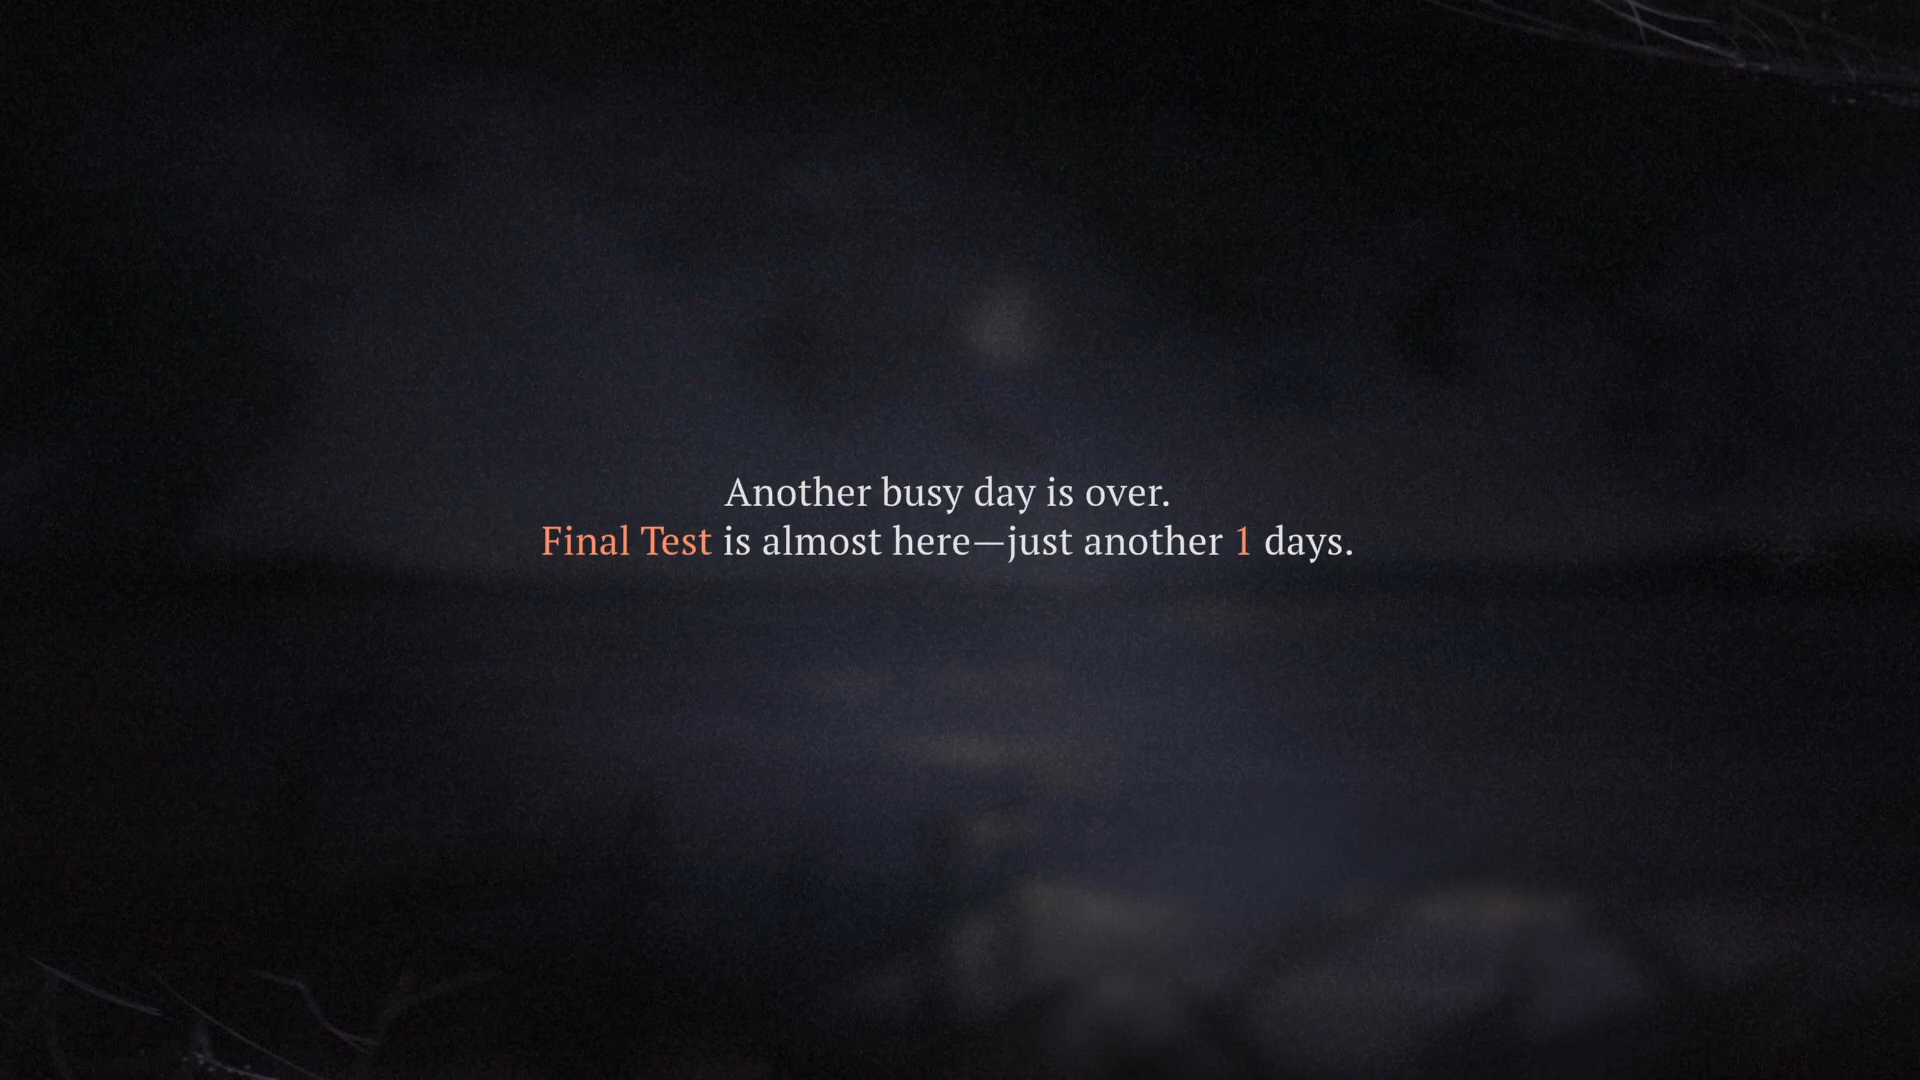 Another busy day is over.
Final Test is almost here—just another 1 days.